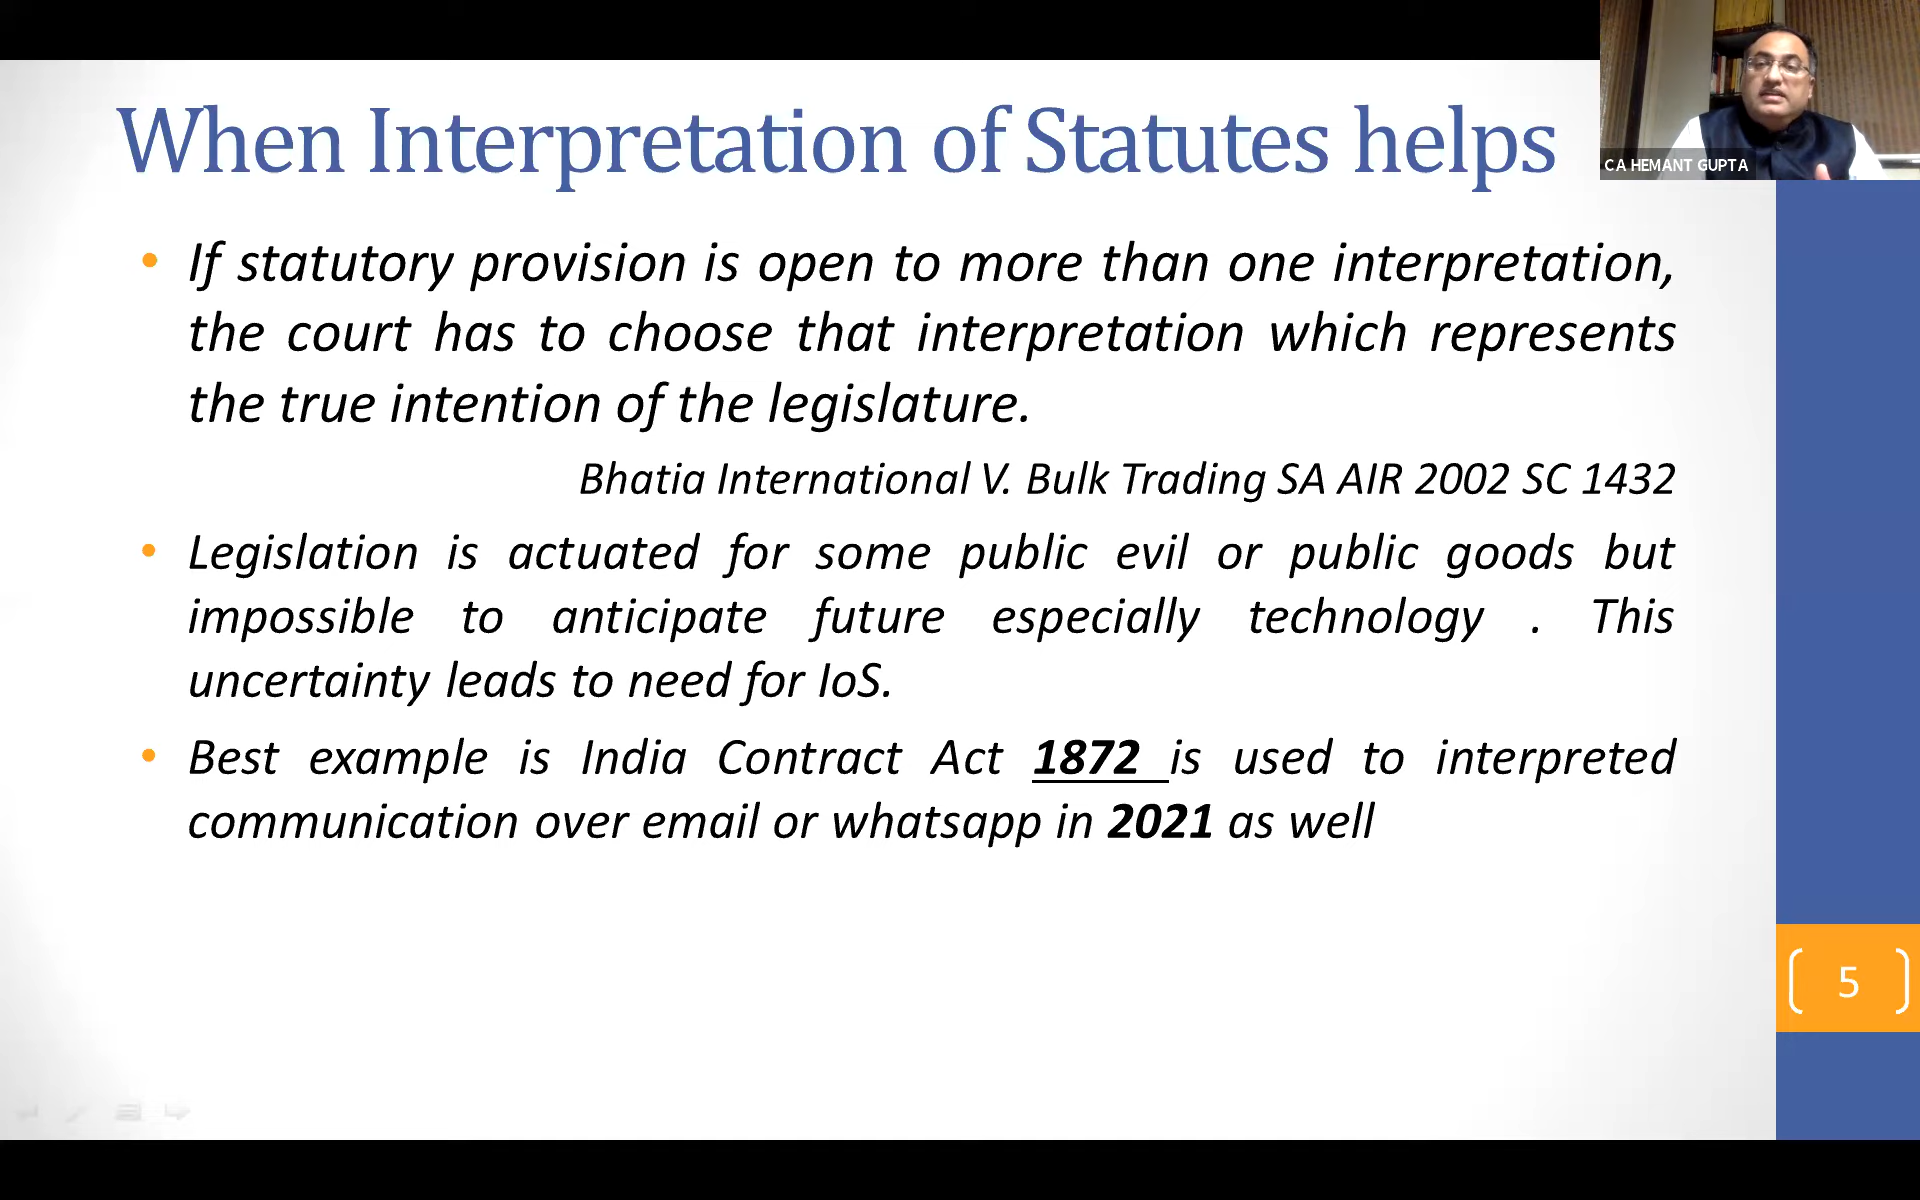 When Interpretation of Statutes helps
CA HEMANT GUPTA
• If statutory provision is open to more than one interpretation,
the court has to choose that interpretation which represents
the true intention of the legislature.
Bhatia International V. Bulk Trading SA AIR 2002 SC 1432
• Legislation is actuated for some public evil or public goods but
impossible to anticipate future especially technology . This
uncertainty leads to need for IoS.
• Best example is India Contract Act 1872 is used to interpreted
communication over email or whatsapp in 2021 as well
5